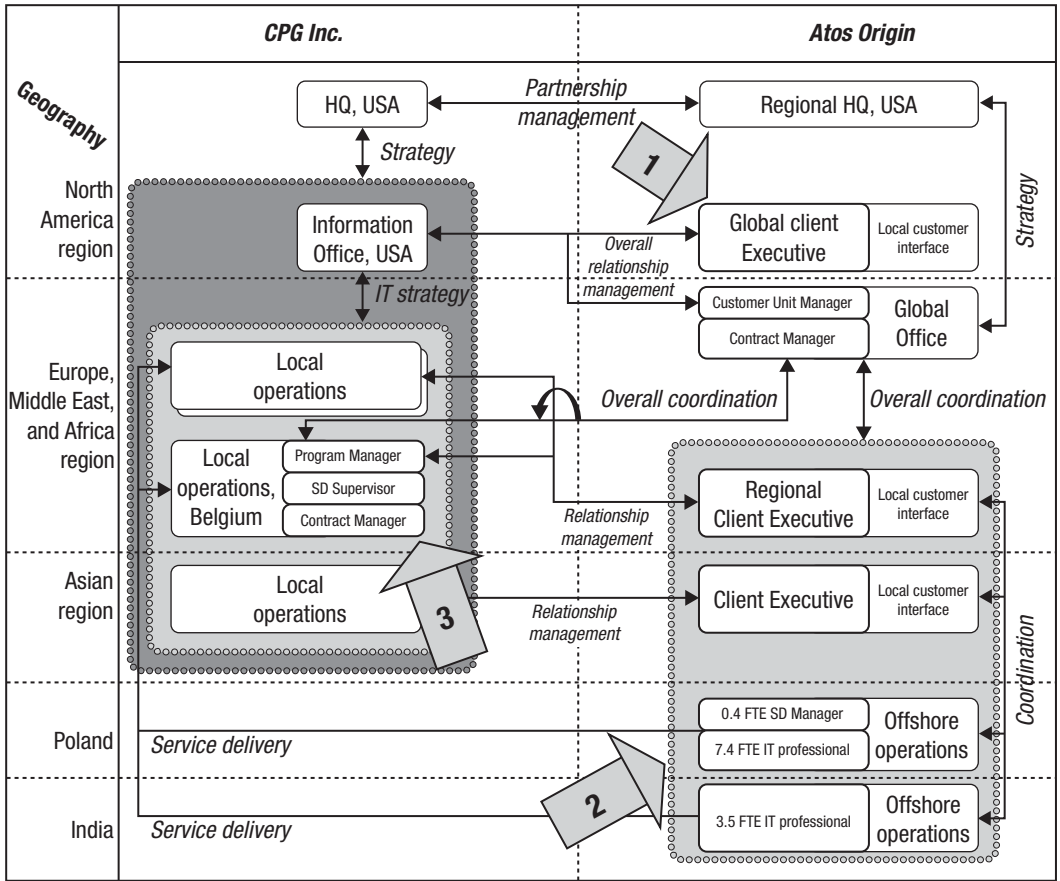 CPG Inc.
Atos Origin
Geography
HQ, USA
Partnership
management
Regional HQ, USA
Strategy
1
Strategy
North
America
region
Information
Office, USA
Overall
relationship
management
Global client
Executive
Local customer
interface
IT strategy
Customer Unit Manager
Contract Manager
Global
Office
Europe,
Middle East,
and Africa
region
Local
operations
Overall coordination
Overall coordination
Local
operations,
Belgium
Program Manager
SD Supervisor
Contract Manager
Relationship
management
Regional
Client Executive
Local customer
interface
Asian
region
Local
operations
3
Relationship
management
Client Executive
Local customer
interface
Coordination
Poland
Service delivery
0.4 FTE SD Manager
7.4 FTE IT professional
Offshore
operations
2
India
Service delivery
3.5 FTE IT professional
Offshore
operations